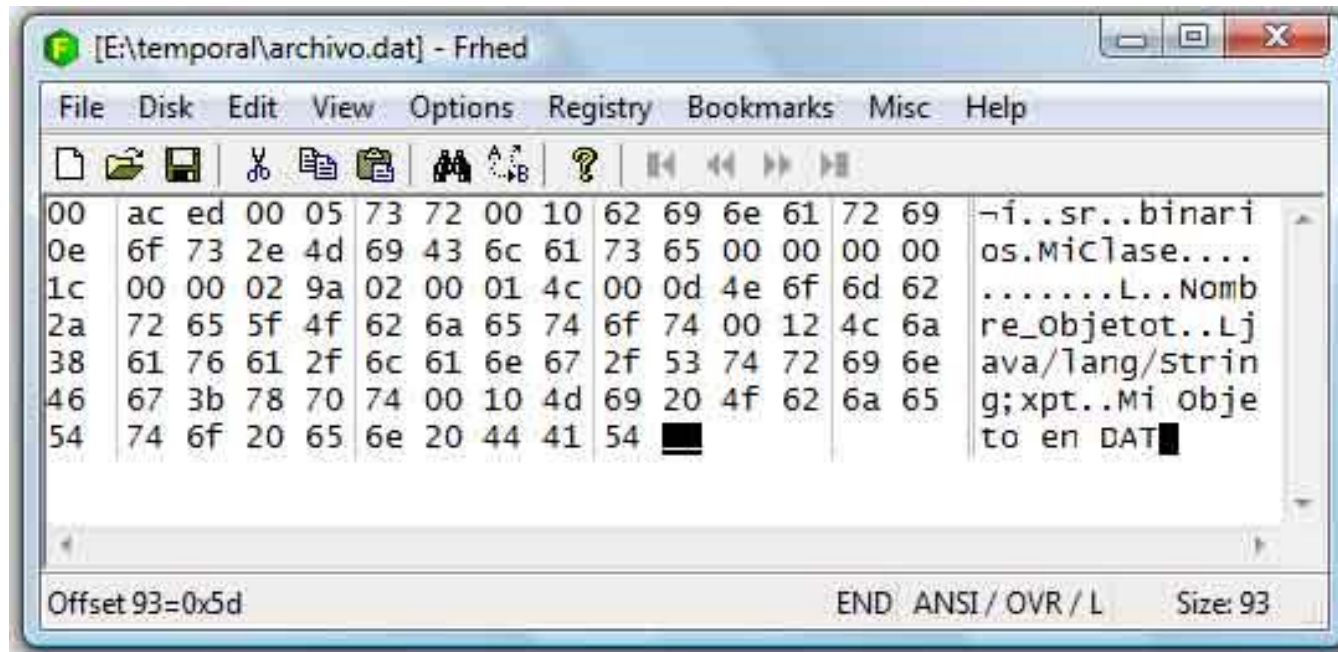 [E:\temporal\archivo.dat] - Frhed
File Disk Edit View Options Registry Bookmarks Misc Help
00 ac ed 00 05 73 72 00 10 62 69 6e 61 72 69 ¬í..sr..binari
0e 6f 73 2e 4d 69 43 6c 61 73 65 00 00 00 00 os.MiClase....
1c 00 00 02 9a 02 00 01 4c 00 0d 4e 6f 6d 62 .......L..Nomb
2a 72 65 5f 4f 62 6a 65 74 6f 74 00 12 4c 6a re_Objetot..Lj
38 61 76 61 2f 6c 61 6e 67 2f 53 74 72 69 6e ava/lang/Strin
46 67 3b 78 70 74 00 10 4d 69 20 4f 62 6a 65 g;xpt..Mi Obje
54 74 6f 20 65 6e 20 44 41 54 to en DAT
Offset 93=0x5d END ANSI / OVR / L Size: 93